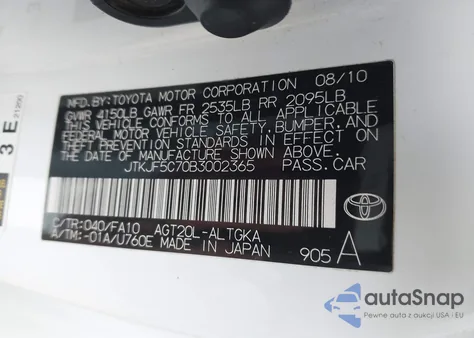 MFD. BY: TOYOTA MOTOR CORPORATION 08/10
GVWR 4150LB GAWR FR 2535LB RR 2095LB
THIS VEHICLE CONFORMS TO ALL APPLICABLE
FEDERAL MOTOR VEHICLE SAFETY, BUMPER, AND
THEFT PREVENTION STANDARDS IN EFFECT ON
THE DATE OF MANUFACTURE SHOWN ABOVE.
JTKJF5C70B3002365 PASS. CAR
C/TR: 040/FA10 AGT20L-ALTGKA
A/TM: -01A/U760E MADE IN JAPAN
905 A
TOYOTA
3 E
21200
autoSnap
Pewne auta z aukcji USA i EU